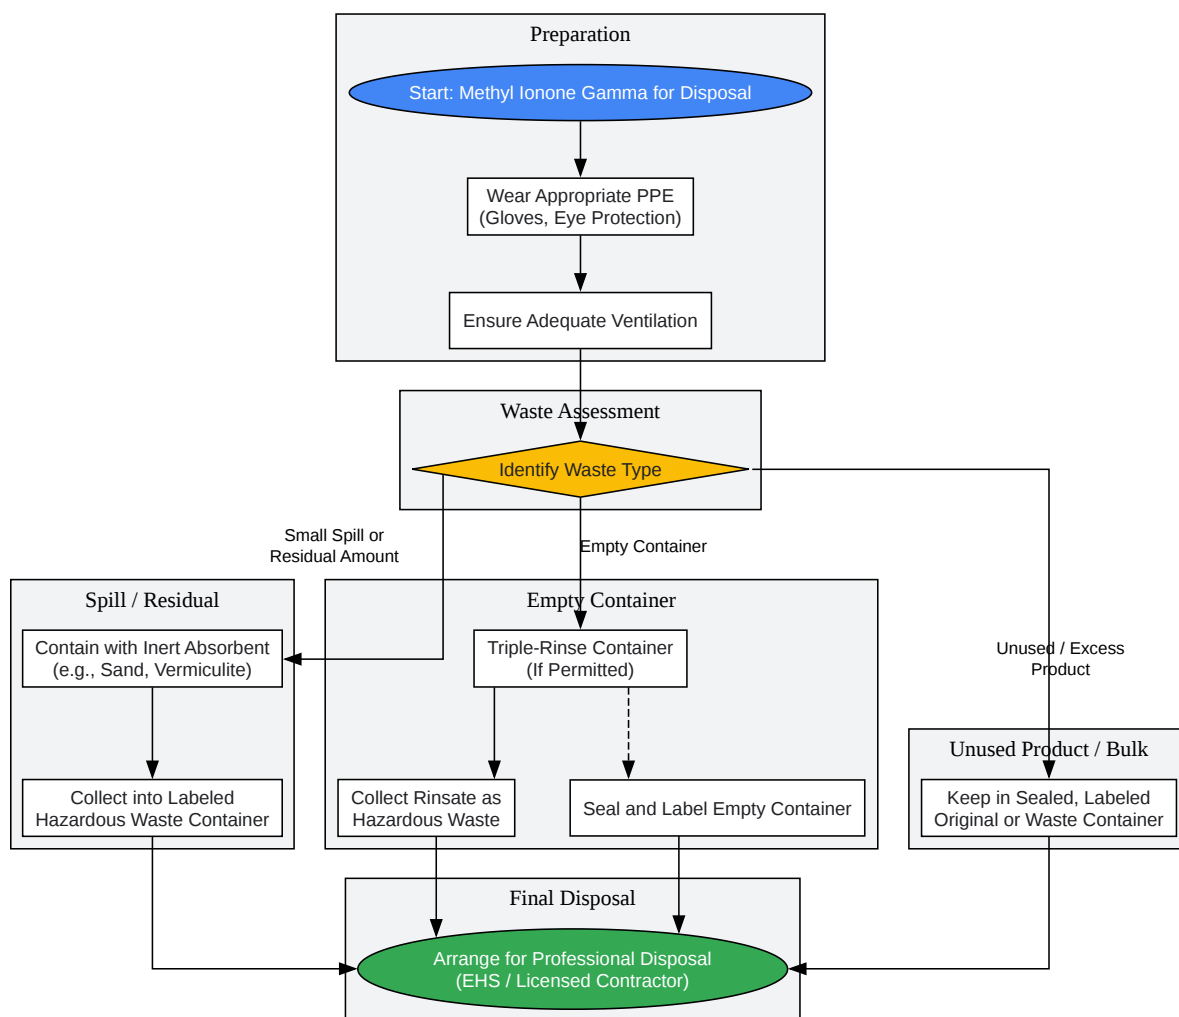 Preparation
Start: Methyl Ionone Gamma for Disposal
Wear Appropriate PPE
(Gloves, Eye Protection)
Ensure Adequate Ventilation
Waste Assessment
Identify Waste Type
Small Spill or
Residual Amount
Empty Container
Unused / Excess
Product
Spill / Residual
Contain with Inert Absorbent
(e.g., Sand, Vermiculite)
Collect into Labeled
Hazardous Waste Container
Empty Container
Triple-Rinse Container
(If Permitted)
Collect Rinsate as
Hazardous Waste
Seal and Label Empty Container
Unused Product / Bulk
Keep in Sealed, Labeled
Original or Waste Container
Final Disposal
Arrange for Professional Disposal
(EHS / Licensed Contractor)